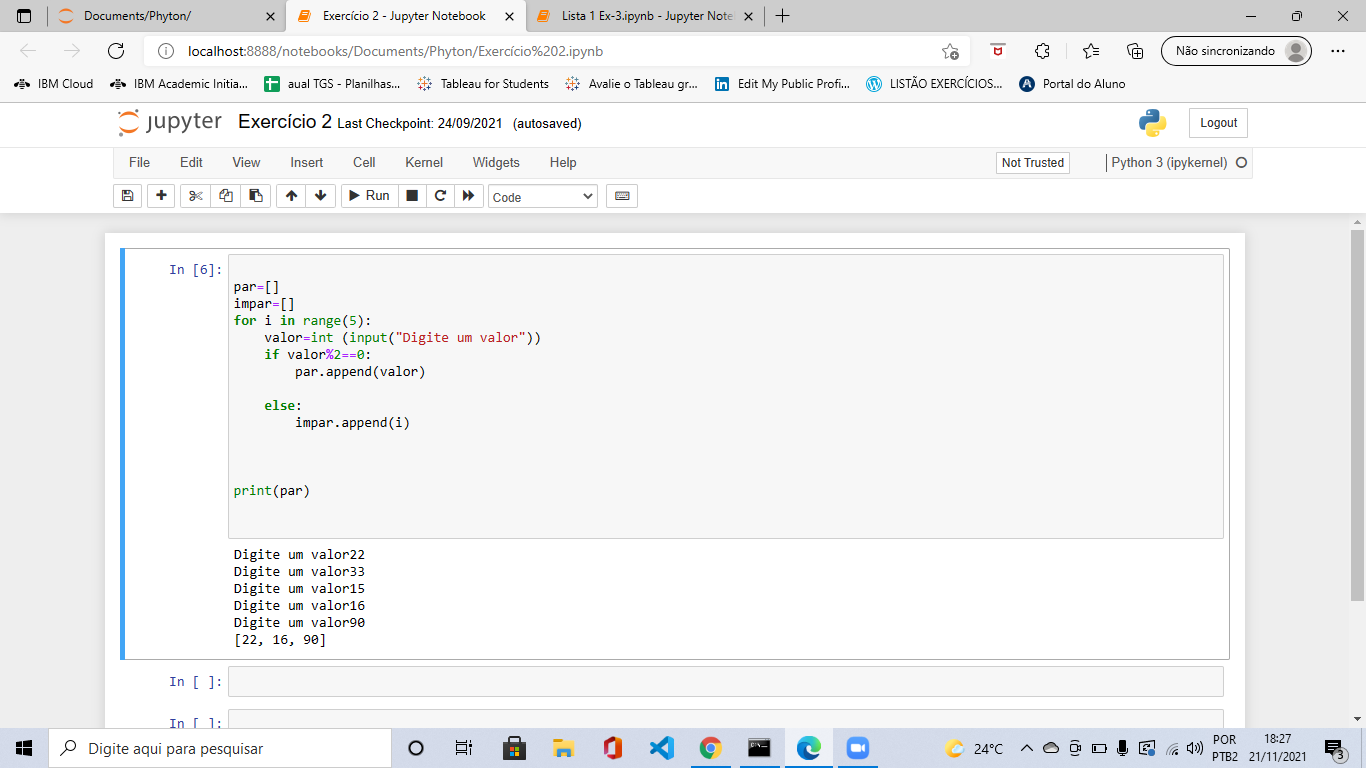 Documents/Phyton/
Exercício 2 - Jupyter Notebook
Lista 1 Ex-3.ipynb - Jupyter Note
localhost:8888/notebooks/Documents/Phyton/Exercício%202.ipynb
Não sincronizando
IBM Cloud
IBM Academic Initia...
aual TGS - Planilhas...
Tableau for Students
Avalie o Tableau gr...
Edit My Public Profi...
LISTÃO EXERCÍCIOS...
Portal do Aluno
jupyter Exercício 2 Last Checkpoint: 24/09/2021 (autosaved)
Logout
File Edit View Insert Cell Kernel Widgets Help
Not Trusted
Python 3 (ipykernel)
Run
Code
In [6]:
par=[]
impar=[]
for i in range(5):
    valor=int (input("Digite um valor"))
    if valor%2==0:
        par.append(valor)
    else:
        impar.append(i)
print(par)
Digite um valor22
Digite um valor33
Digite um valor15
Digite um valor16
Digite um valor90
[22, 16, 90]
In [ ]:
In [ ]:
Digite aqui para pesquisar
24°C
POR
PTB2
18:27
21/11/2021
3